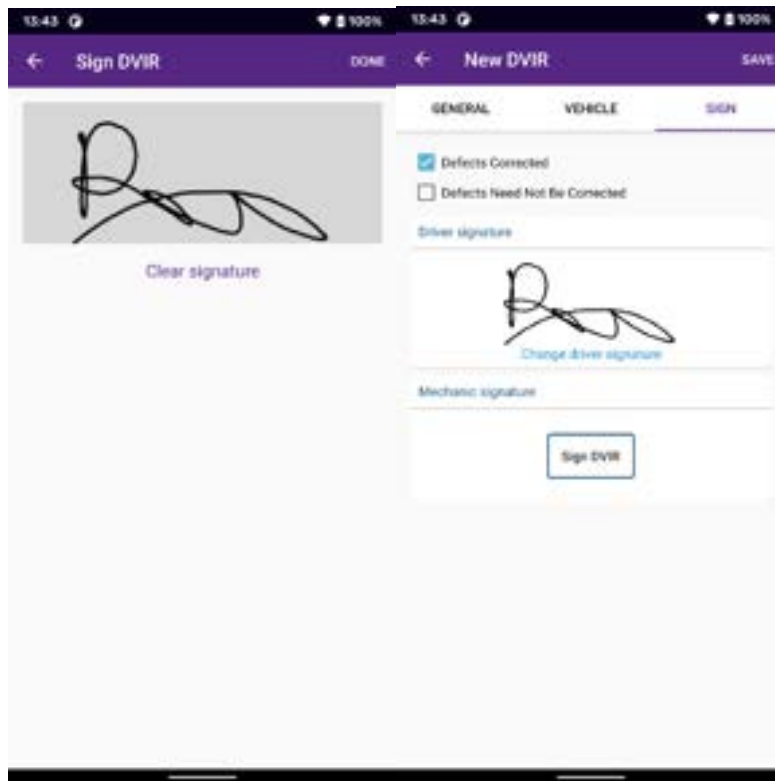 13:43 100%
Sign DVIR DONE
Clear signature
13:43 100%
New DVIR SAVE
GENERAL VEHICLE SIGN
Defects Corrected
Defects Need Not Be Corrected
Driver signature
Change driver signature
Mechanic signature
Sign DVIR